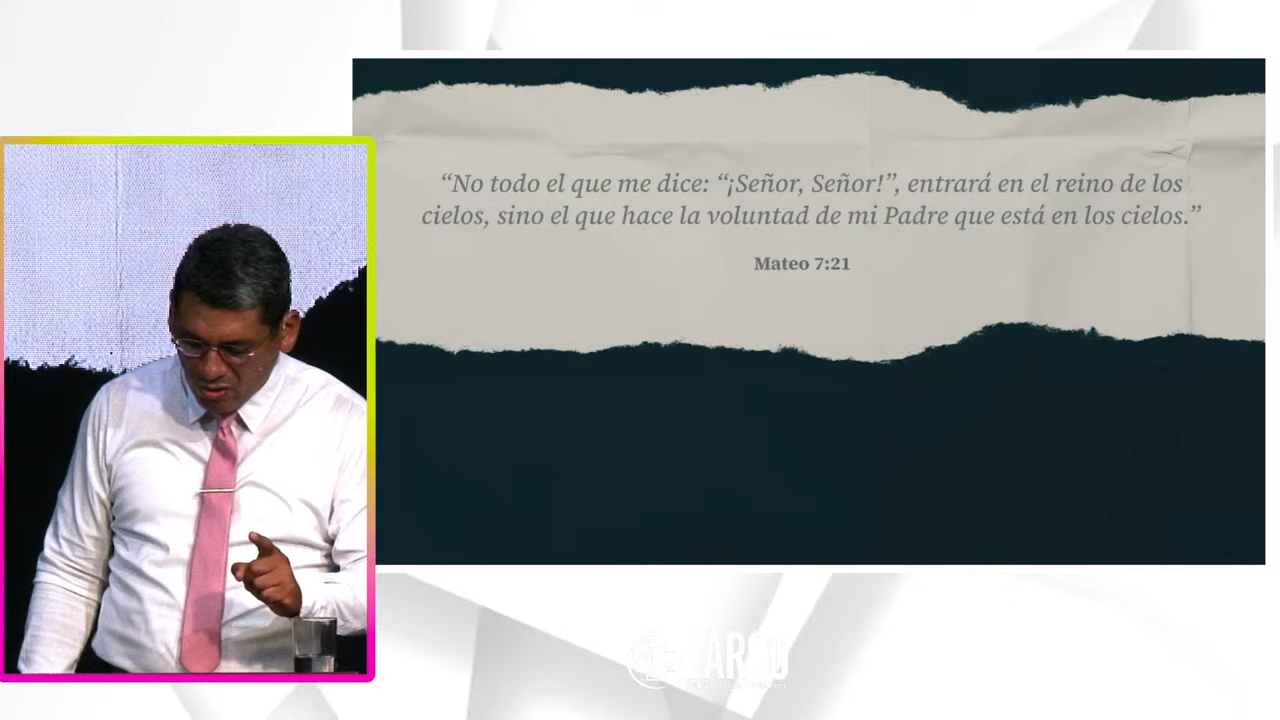 “No todo el que me dice: “¡Señor, Señor!”, entrará en el reino de los
cielos, sino el que hace la voluntad de mi Padre que está en los cielos.”
Mateo 7:21